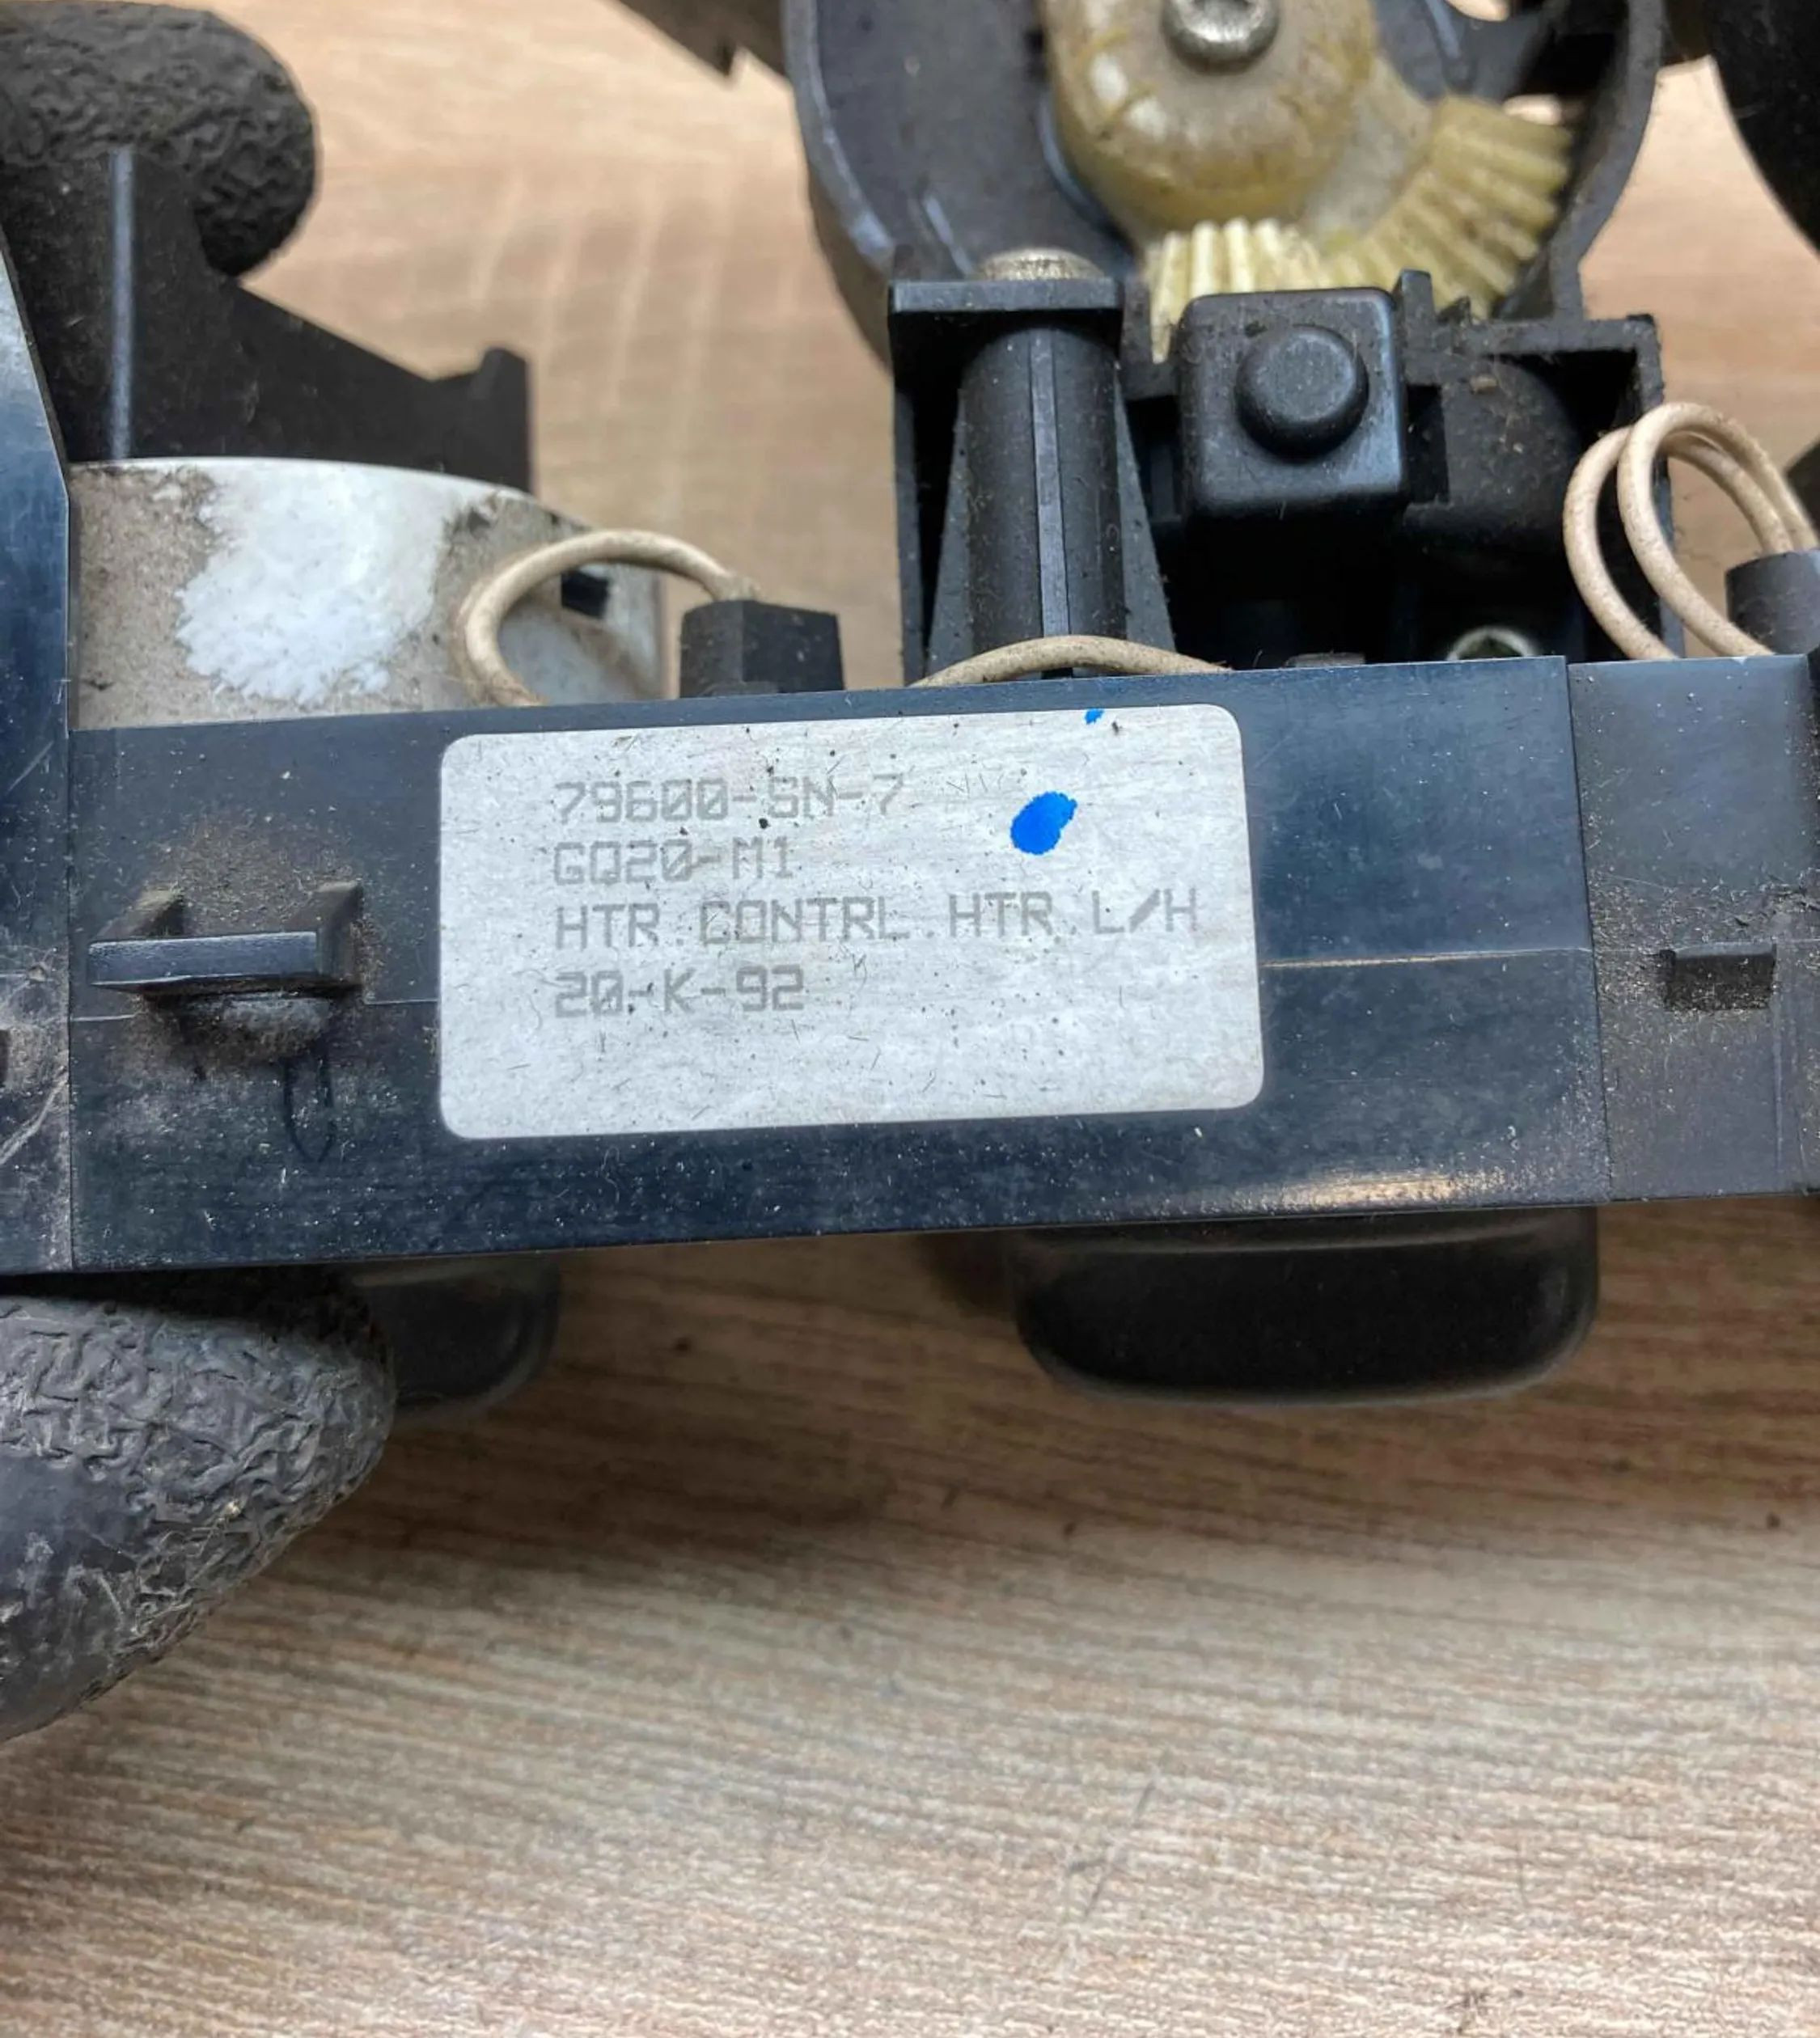 79600-SN-7
GQ20-M1
HTR.CONTRL.HTR.L/H
20-K-92